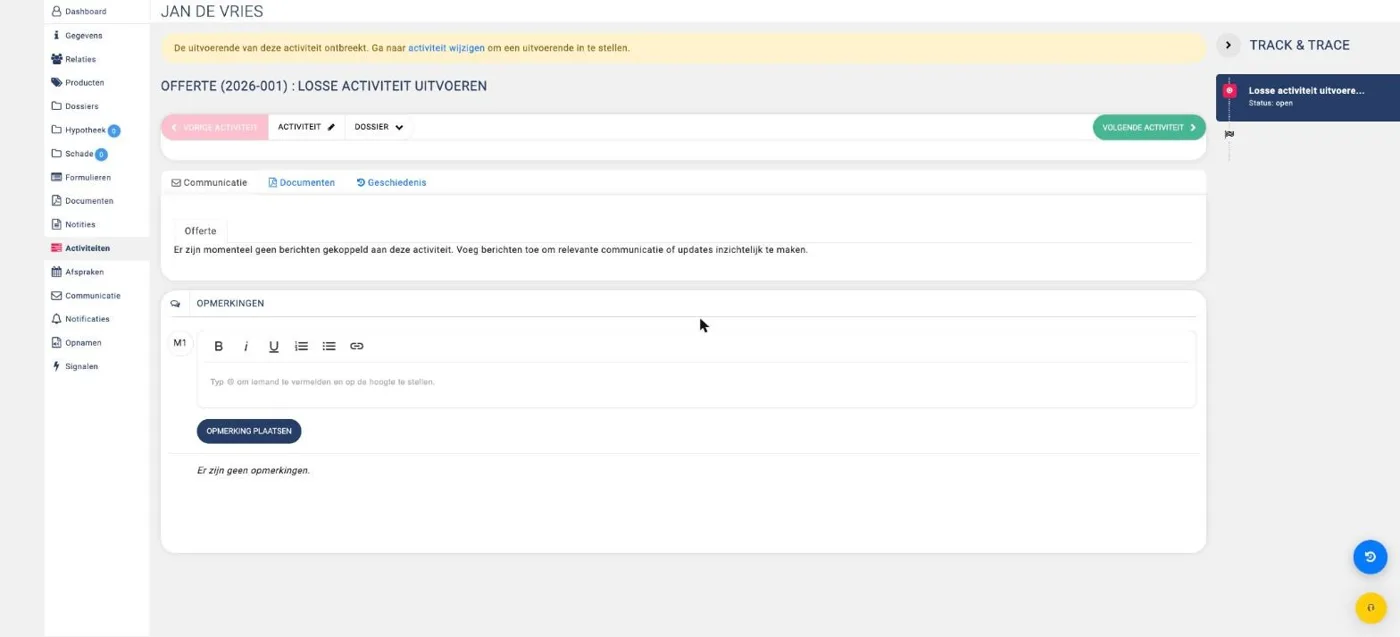 JAN DE VRIES
Dashboard
Gegevens
Relaties
Producten
Dossiers
Hypotheek 0
Schade 0
Formulieren
Documenten
Notities
Activiteiten
Afspraken
Communicatie
Notificaties
Opnamen
Signalen
De uitvoerende van deze activiteit ontbreekt. Ga naar activiteit wijzigen om een uitvoerende in te stellen.
OFFERTE (2026-001) : LOSSE ACTIVITEIT UITVOEREN
VORIGE ACTIVITEIT ACTIVITEIT DOSSIER VOLGENDE ACTIVITEIT
Communicatie Documenten Geschiedenis
Offerte
Er zijn momenteel geen berichten gekoppeld aan deze activiteit. Voeg berichten toe om relevante communicatie of updates inzichtelijk te maken.
OPMERKINGEN
M1
B i U
Typ @ om iemand te vermelden en op de hoogte te stellen.
OPMERKING PLAATSEN
Er zijn geen opmerkingen.
TRACK & TRACE
Losse activiteit uitvoere...
Status: open